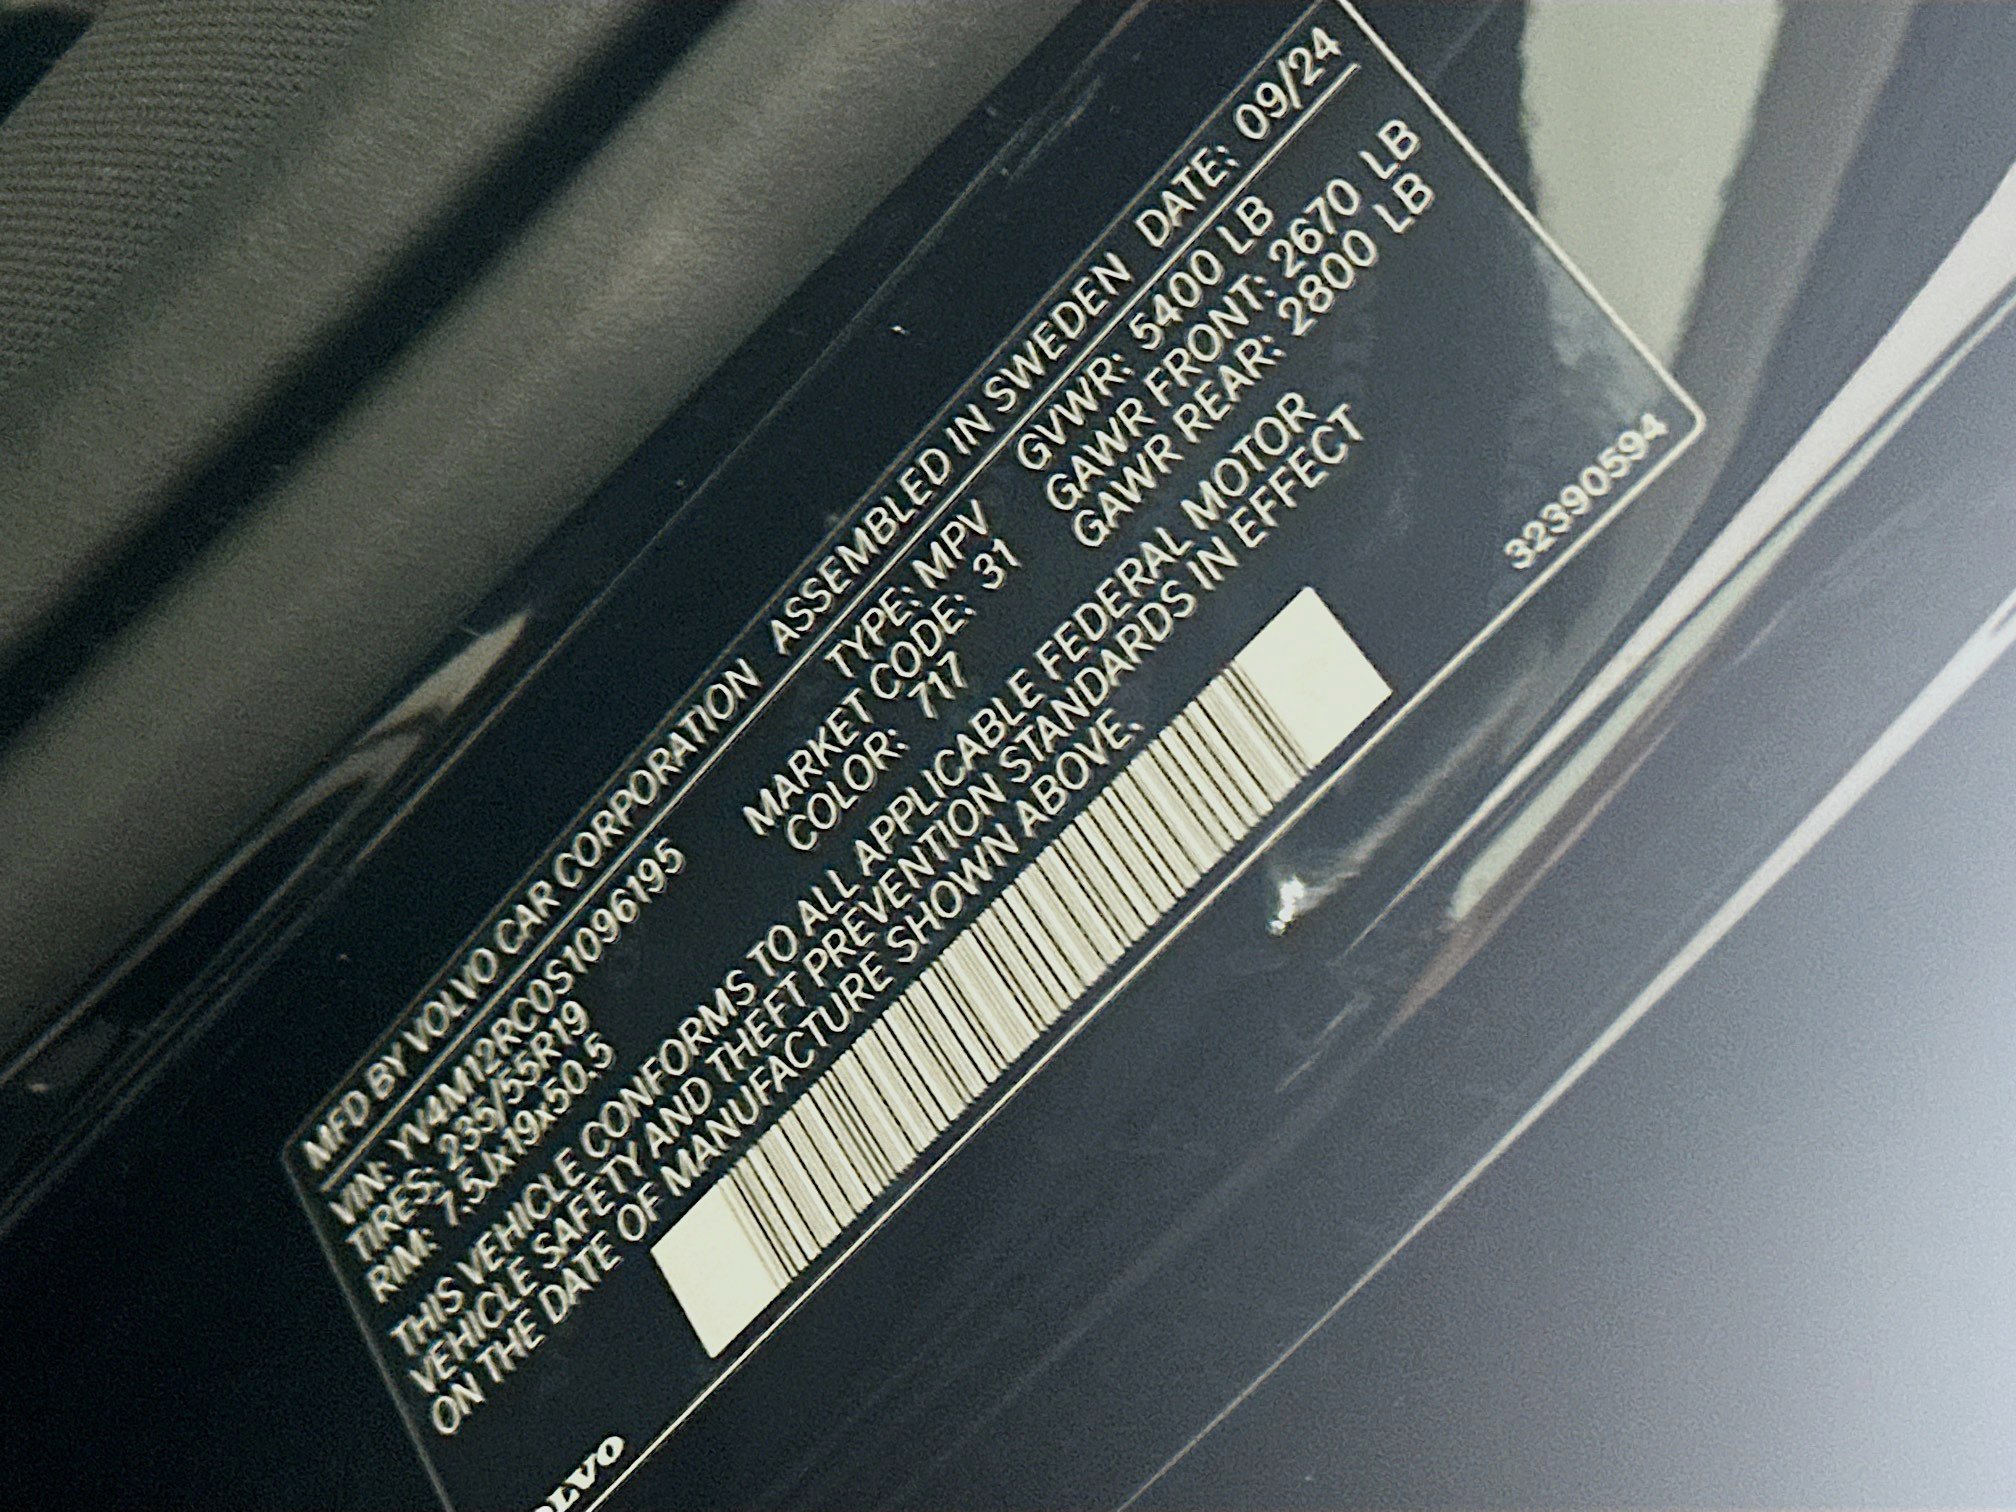 MFD BY VOLVO CAR CORPORATION ASSEMBLED IN SWEDEN DATE: 09/24
VIN: YV4M12RC0S1096195 TYPE: MPV GVWR: 5400 LB
TIRES: 235/55R19 MARKET CODE: 31 GAWR FRONT: 2670 LB
RIM: 7.5Jx19x50.5 COLOR: 717 GAWR REAR: 2800 LB
THIS VEHICLE CONFORMS TO ALL APPLICABLE FEDERAL MOTOR
VEHICLE SAFETY AND THEFT PREVENTION STANDARDS IN EFFECT
ON THE DATE OF MANUFACTURE SHOWN ABOVE.
OLVO
32390594